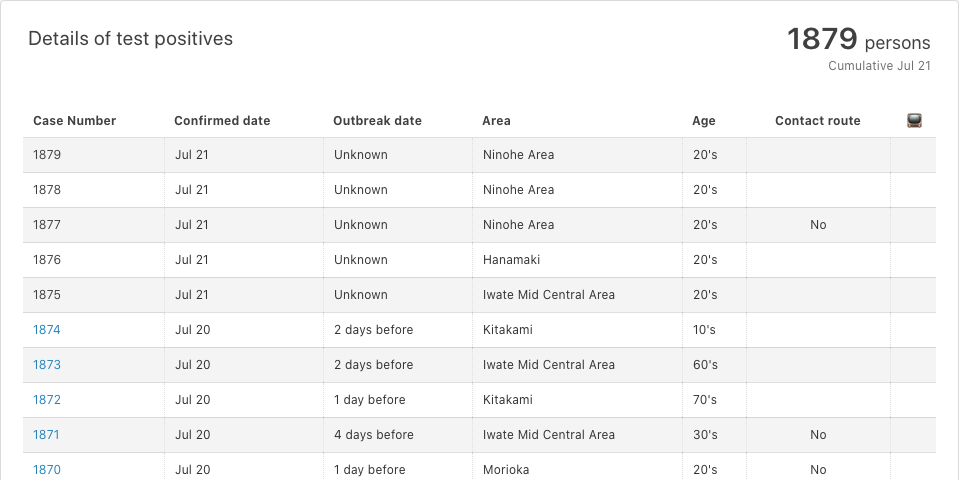 Details of test positives
1879 persons
Cumulative Jul 21
Case Number Confirmed date Outbreak date Area Age Contact route
1879 Jul 21 Unknown Ninohe Area 20's
1878 Jul 21 Unknown Ninohe Area 20's
1877 Jul 21 Unknown Ninohe Area 20's No
1876 Jul 21 Unknown Hanamaki 20's
1875 Jul 21 Unknown Iwate Mid Central Area 20's
1874 Jul 20 2 days before Kitakami 10's
1873 Jul 20 2 days before Iwate Mid Central Area 60's
1872 Jul 20 1 day before Kitakami 70's
1871 Jul 20 4 days before Iwate Mid Central Area 30's No
1870 Jul 20 1 day before Morioka 20's No